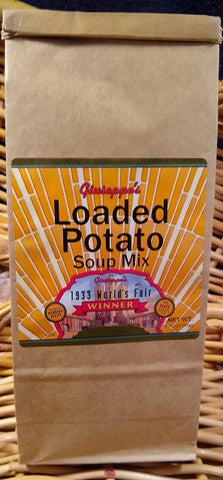 Giuseppe's
Loaded
Potato
Soup Mix
1933 World's Fair
WINNER
NET WT.